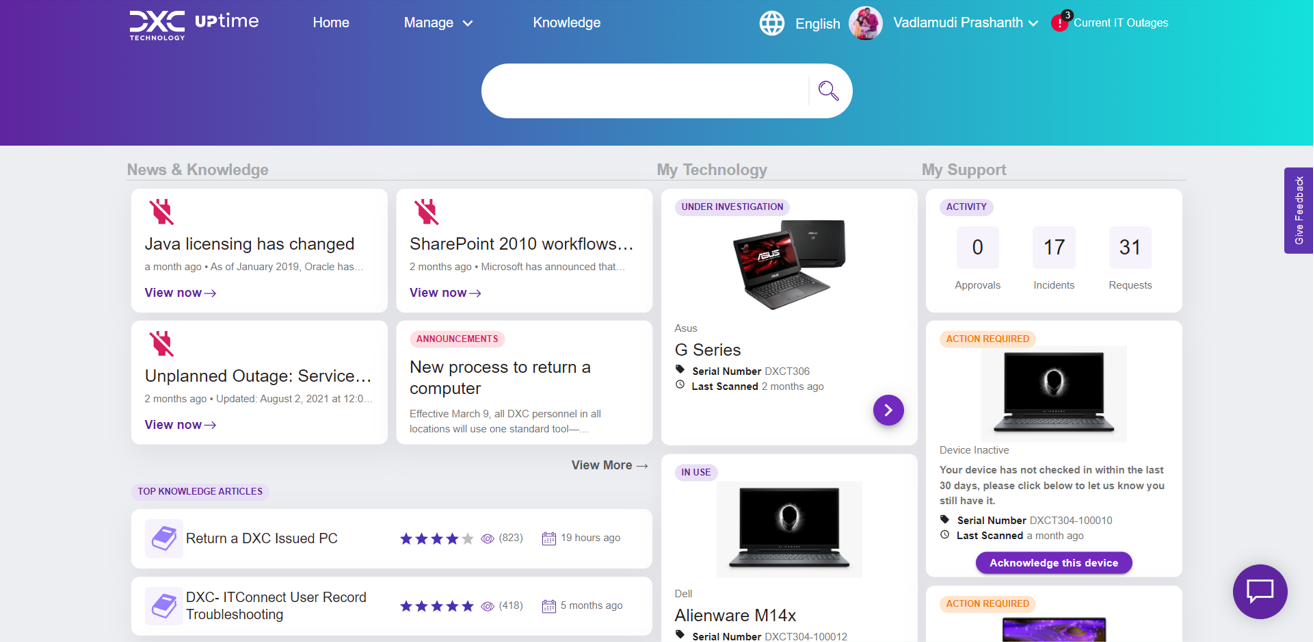 DXC TECHNOLOGY UPtime
Home
Manage
Knowledge
English
Vadlamudi Prashanth
3
Current IT Outages
Give Feedback
News & Knowledge
Java licensing has changed
a month ago • As of January 2019, Oracle has…
View now→
SharePoint 2010 workflows…
2 months ago • Microsoft has announced that…
View now→
Unplanned Outage: Service…
2 months ago • Updated: August 2, 2021 at 12:0…
View now→
ANNOUNCEMENTS
New process to return a
computer
Effective March 9, all DXC personnel in all
locations will use one standard tool—…
View More →
TOP KNOWLEDGE ARTICLES
Return a DXC Issued PC
(823)
19 hours ago
DXC- ITConnect User Record
Troubleshooting
(418)
5 months ago
My Technology
UNDER INVESTIGATION
Asus
G Series
Serial Number DXCT306
Last Scanned 2 months ago
IN USE
Dell
Alienware M14x
Serial Number DXCT304-100012
My Support
ACTIVITY
0
17
31
Approvals
Incidents
Requests
ACTION REQUIRED
Device Inactive
Your device has not checked in within the last
30 days, please click below to let us know you
still have it.
Serial Number DXCT304-100010
Last Scanned a month ago
Acknowledge this device
ACTION REQUIRED